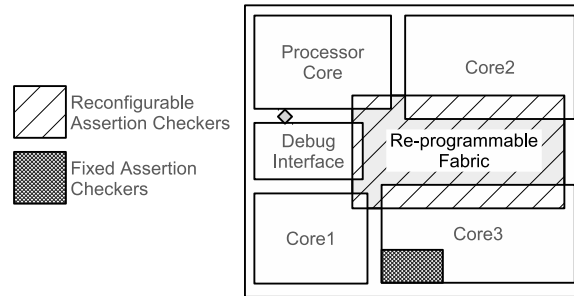 Reconfigurable
Assertion Checkers
Fixed Assertion
Checkers
Processor
Core
Core2
Debug
Interface
Re-programmable
Fabric
Core1
Core3